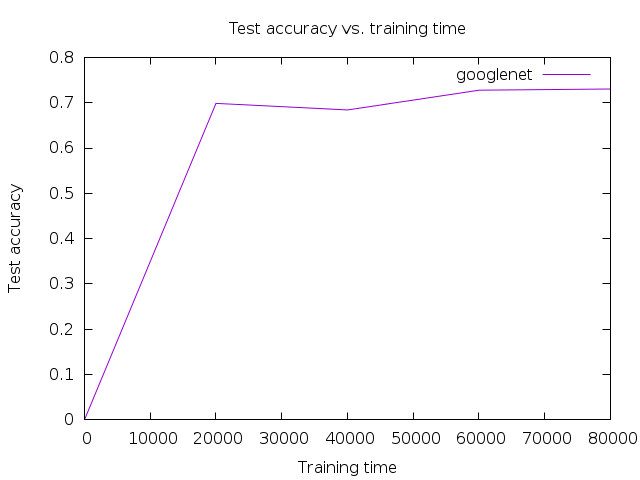 Test accuracy vs. training time
googlenet
0.8
0.7
0.6
0.5
0.4
0.3
0.2
0.1
0
Test accuracy
0 10000 20000 30000 40000 50000 60000 70000 80000
Training time